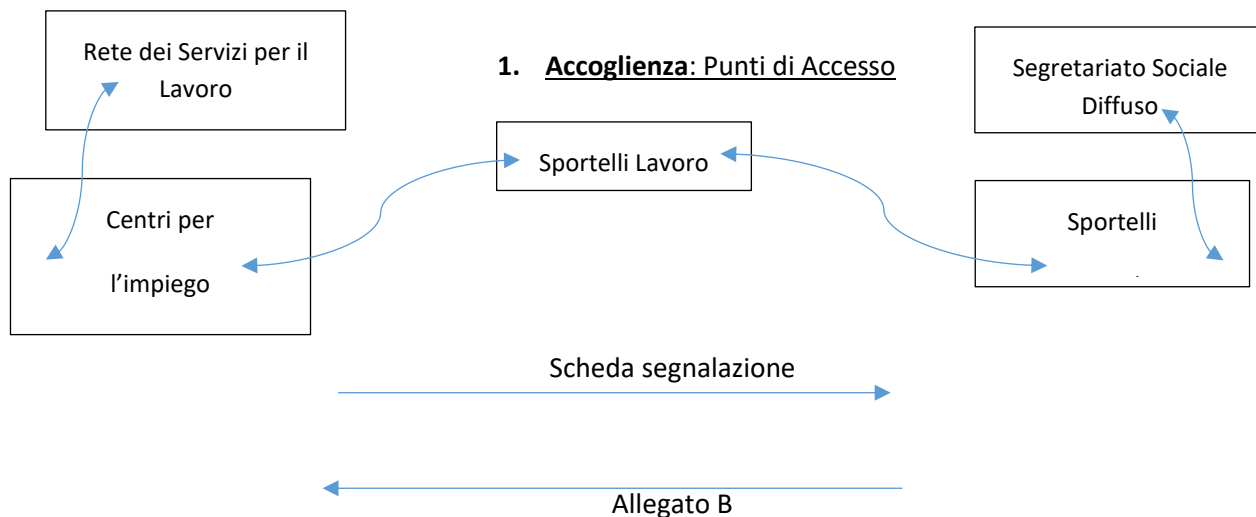 Rete dei Servizi per il
Lavoro
1. Accoglienza: Punti di Accesso
Segretariato Sociale
Diffuso
Sportelli Lavoro
Centri per
l’impiego
Sportelli
Scheda segnalazione
Allegato B